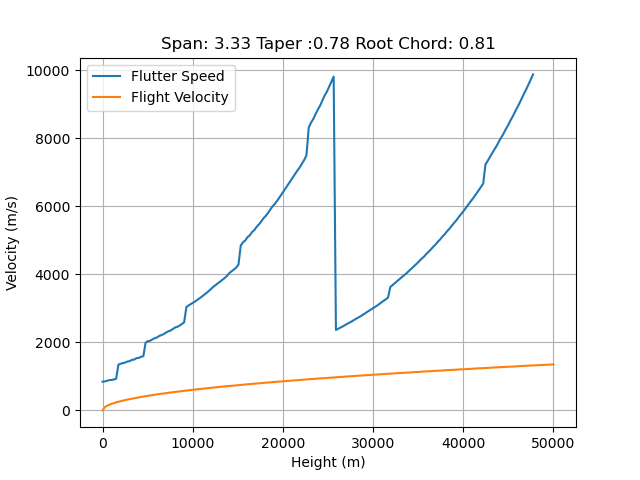 Span: 3.33 Taper :0.78 Root Chord: 0.81
Flutter Speed
Flight Velocity
10000
8000
6000
4000
2000
0
Velocity (m/s)
0 10000 20000 30000 40000 50000
Height (m)